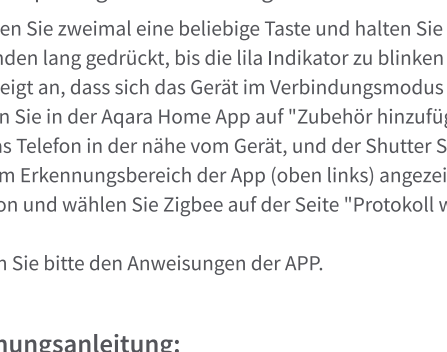 en Sie zweimal eine beliebige Taste und halten Sie
nden lang gedrückt, bis die lila Indikator zu blinken
eigt an, dass sich das Gerät im Verbindungsmodus
n Sie in der Aqara Home App auf "Zubehör hinzufüg
as Telefon in der nähe vom Gerät, und der Shutter S
m Erkennungsbereich der App (oben links) angezei
on und wählen Sie Zigbee auf der Seite "Protokoll w
n Sie bitte den Anweisungen der APP.
nungsanleitung: